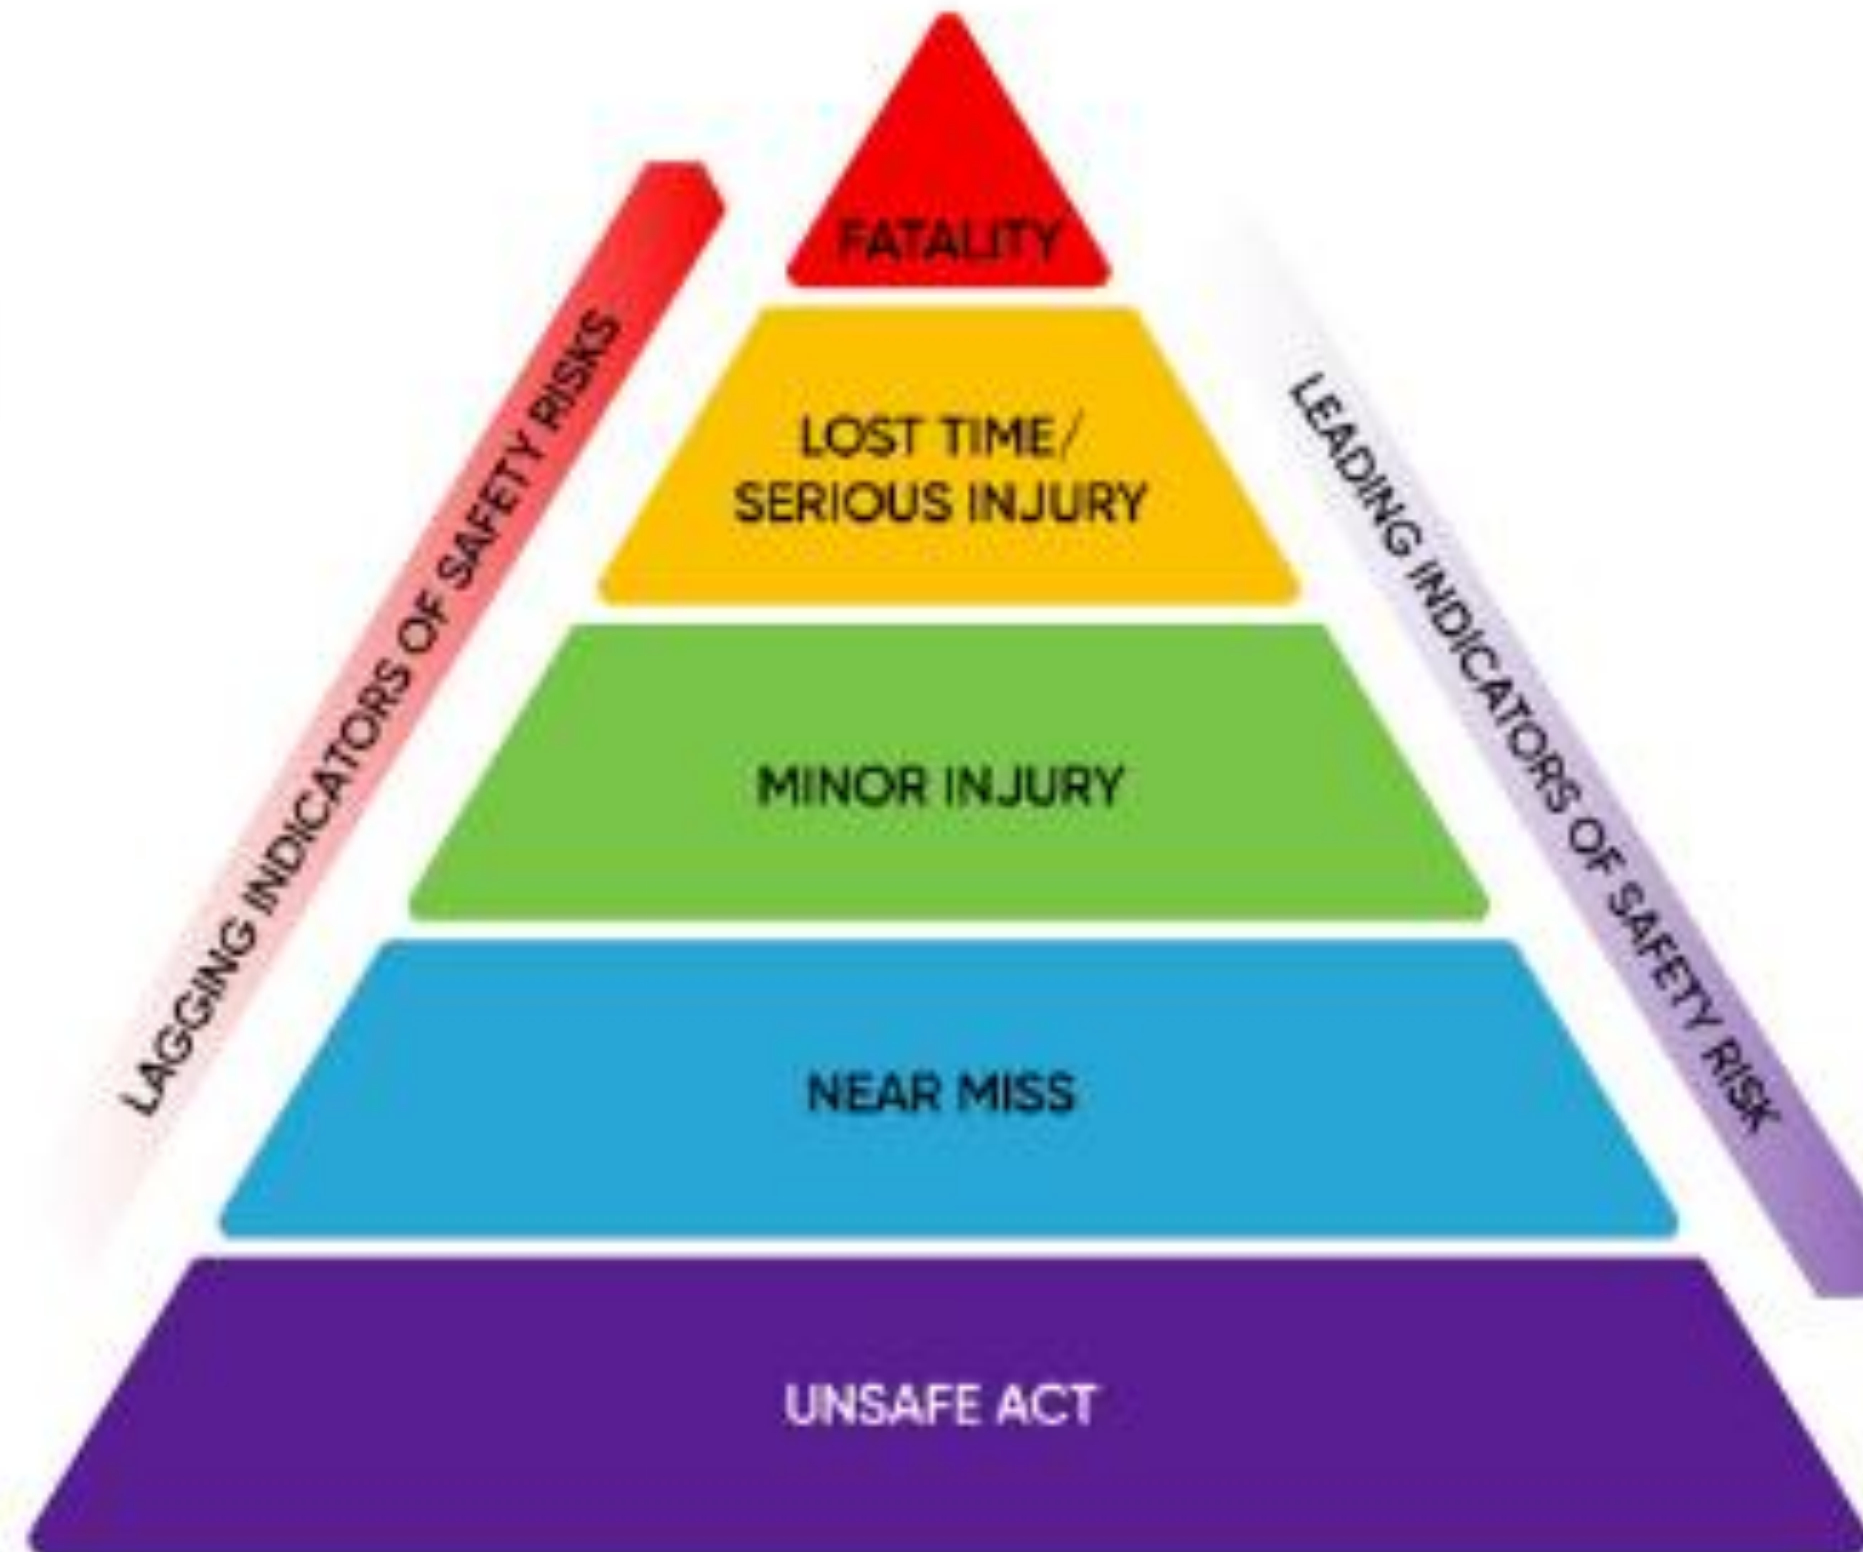 FATALITY
LAGGING INDICATORS OF SAFETY RISKS
LOST TIME/
SERIOUS INJURY
LEADING INDICATORS OF SAFETY RISK
MINOR INJURY
NEAR MISS
UNSAFE ACT